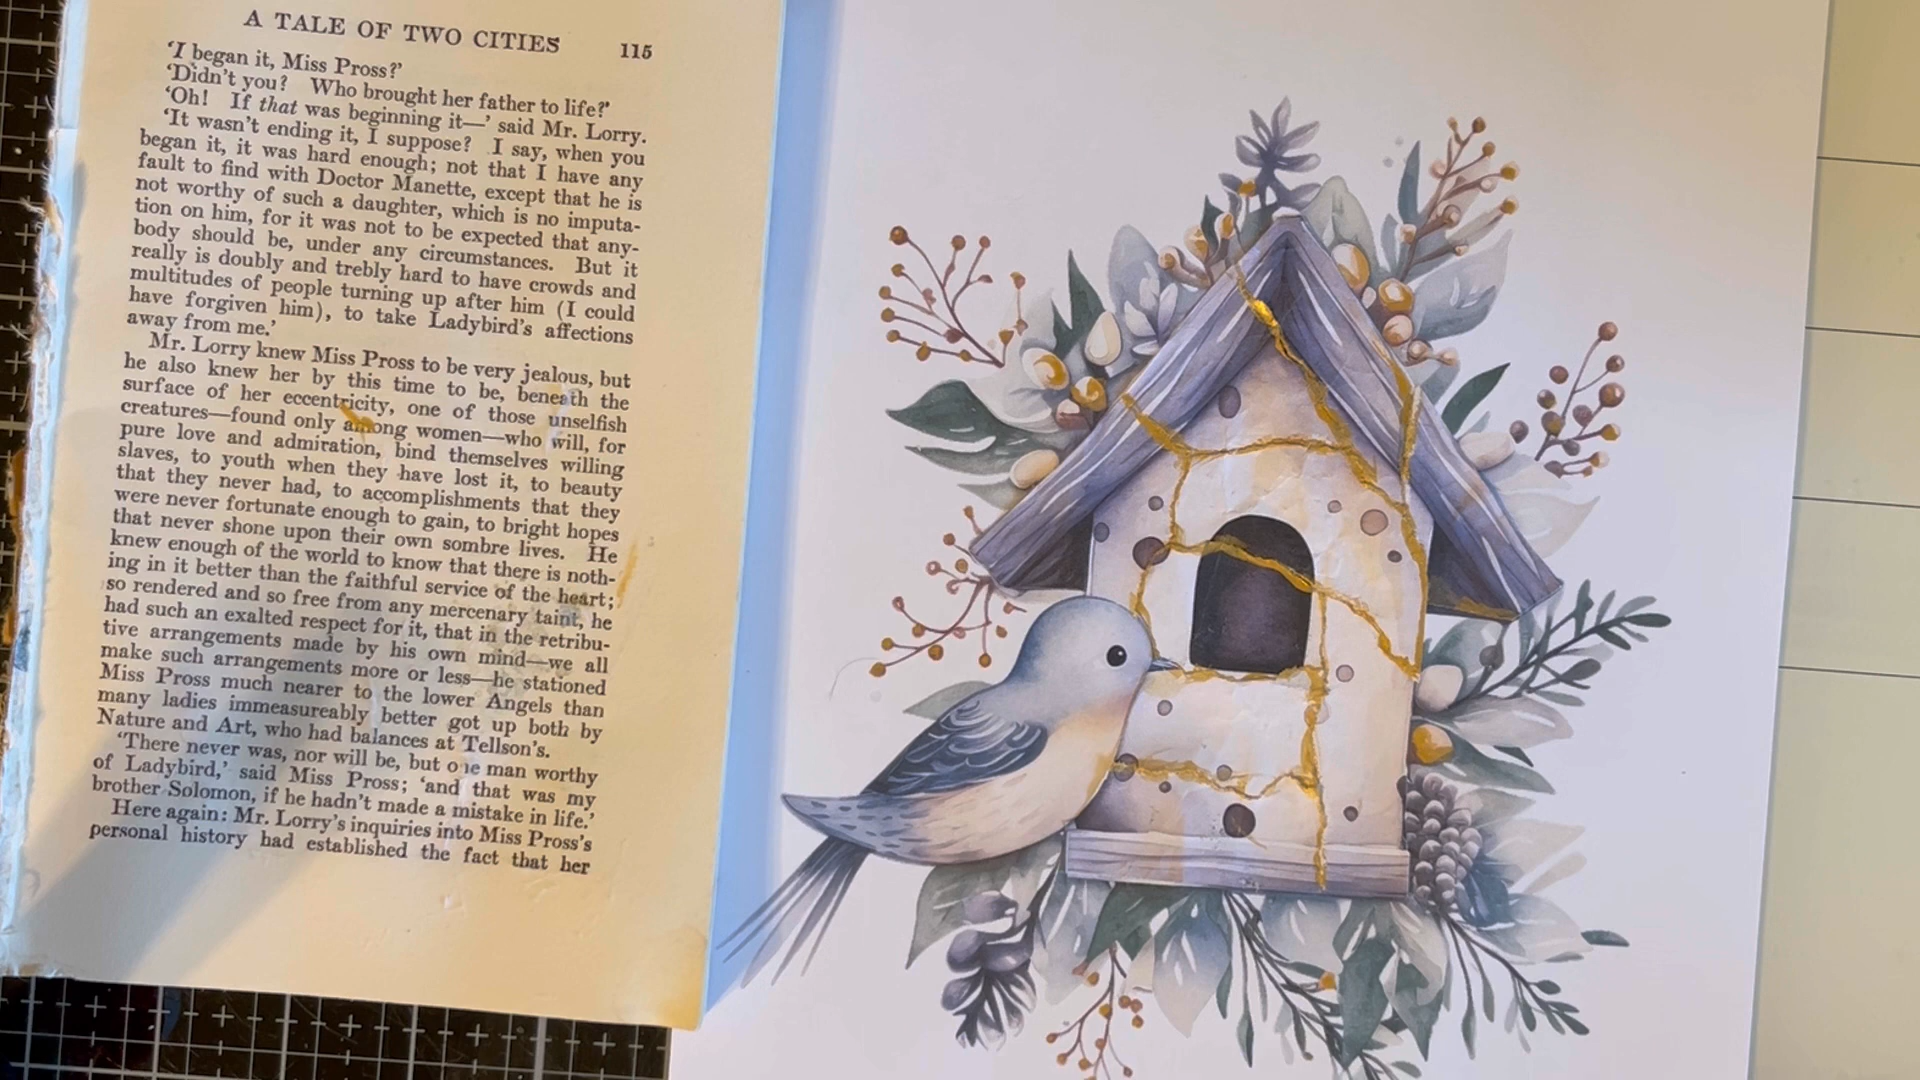 A TALE OF TWO CITIES 115
‘I began it, Miss Pross?’
‘Didn't you? Who brought her father to life?’
‘Oh! If that was beginning it—’ said Mr. Lorry.
‘It wasn't ending it, I suppose? I say, when you
began it, it was hard enough; not that I have any
fault to find with Doctor Manette, except that he is
not worthy of such a daughter, which is no imputa-
tion on him, for it was not to be expected that any-
body should be, under any circumstances. But it
really is doubly and trebly hard to have crowds and
multitudes of people turning up after him (I could
have forgiven him), to take Ladybird's affections
away from me.’
Mr. Lorry knew Miss Pross to be very jealous, but
he also knew her by this time to be, beneath the
surface of her eccentricity, one of those unselfish
creatures—found only among women—who will, for
pure love and admiration, bind themselves willing
slaves, to youth when they have lost it, to beauty
that they never had, to accomplishments that they
were never fortunate enough to gain, to bright hopes
that never shone upon their own sombre lives. He
knew enough of the world to know that there is noth-
ing in it better than the faithful service of the heart;
so rendered and so free from any mercenary taint, he
had such an exalted respect for it, that in the retribu-
tive arrangements made by his own mind—we all
make such arrangements more or less—he stationed
Miss Pross much nearer to the lower Angels than
many ladies immeasureably better got up both by
Nature and Art, who had balances at Tellson's.
‘There never was, nor will be, but one man worthy
of Ladybird,’ said Miss Pross; ‘and that was my
brother Solomon, if he hadn't made a mistake in life.’
Here again: Mr. Lorry's inquiries into Miss Pross's
personal history had established the fact that her